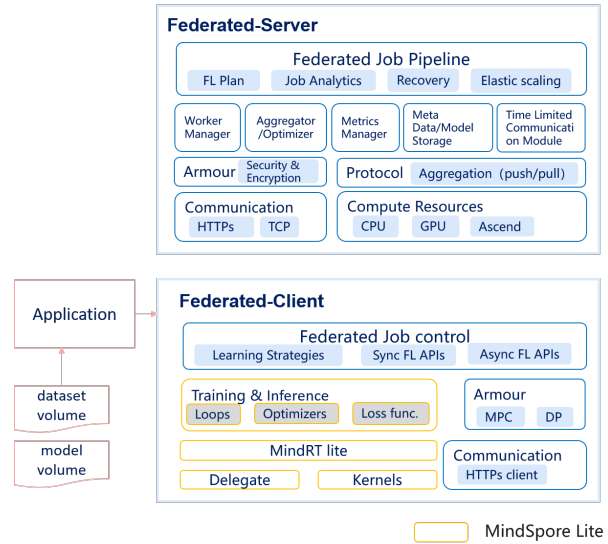 Federated-Server
Federated Job Pipeline
FL Plan
Job Analytics
Recovery
Elastic scaling
Worker
Manager
Aggregator
/Optimizer
Metrics
Manager
Meta
Data/Model
Storage
Time Limited
Communicati
on Module
Armour
Security &
Encryption
Protocol
Aggregation (push/pull)
Communication
HTTPs
TCP
Compute Resources
CPU
GPU
Ascend
Application
dataset
volume
model
volume
Federated-Client
Federated Job control
Learning Strategies
Sync FL APIs
Async FL APIs
Training & Inference
Loops
Optimizers
Loss func.
Armour
MPC
DP
MindRT lite
Delegate
Kernels
Communication
HTTPs client
MindSpore Lite